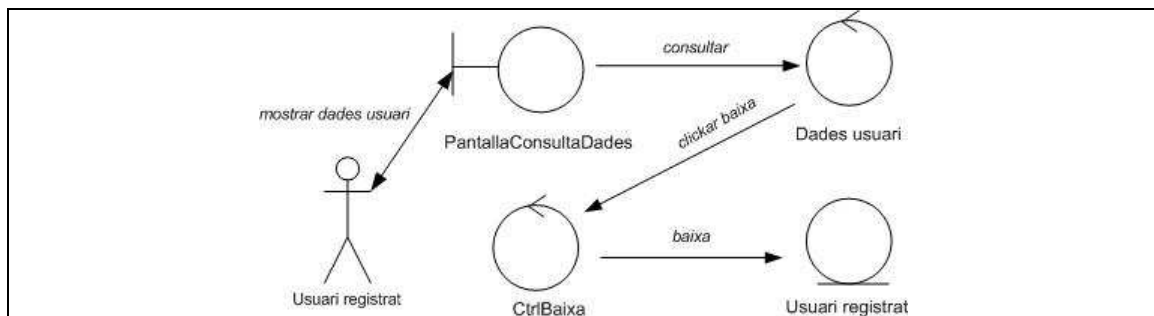 consultar
mostrar dades usuari
clickar baixa
PantallaConsultaDades
Dades usuari
baixa
Usuari registrat
CtrlBaixa
Usuari registrat